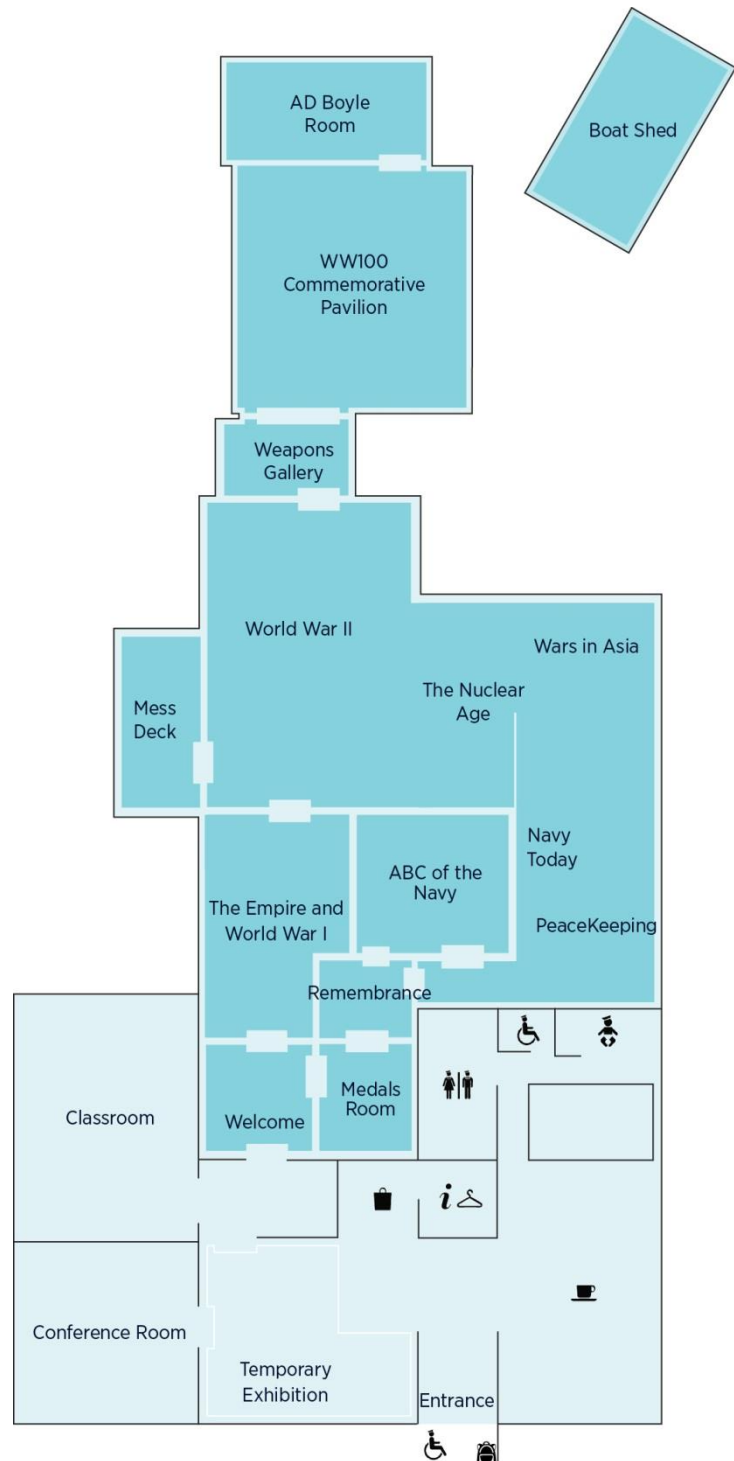 AD Boyle
Room
Boat Shed
WW100
Commemorative
Pavilion
Weapons
Gallery
World War II
Wars in Asia
The Nuclear
Age
Mess
Deck
Navy
Today
ABC of the
Navy
The Empire and
World War I
PeaceKeeping
Remembrance
Medals
Room
Welcome
Classroom
i
Conference Room
Temporary
Exhibition
Entrance